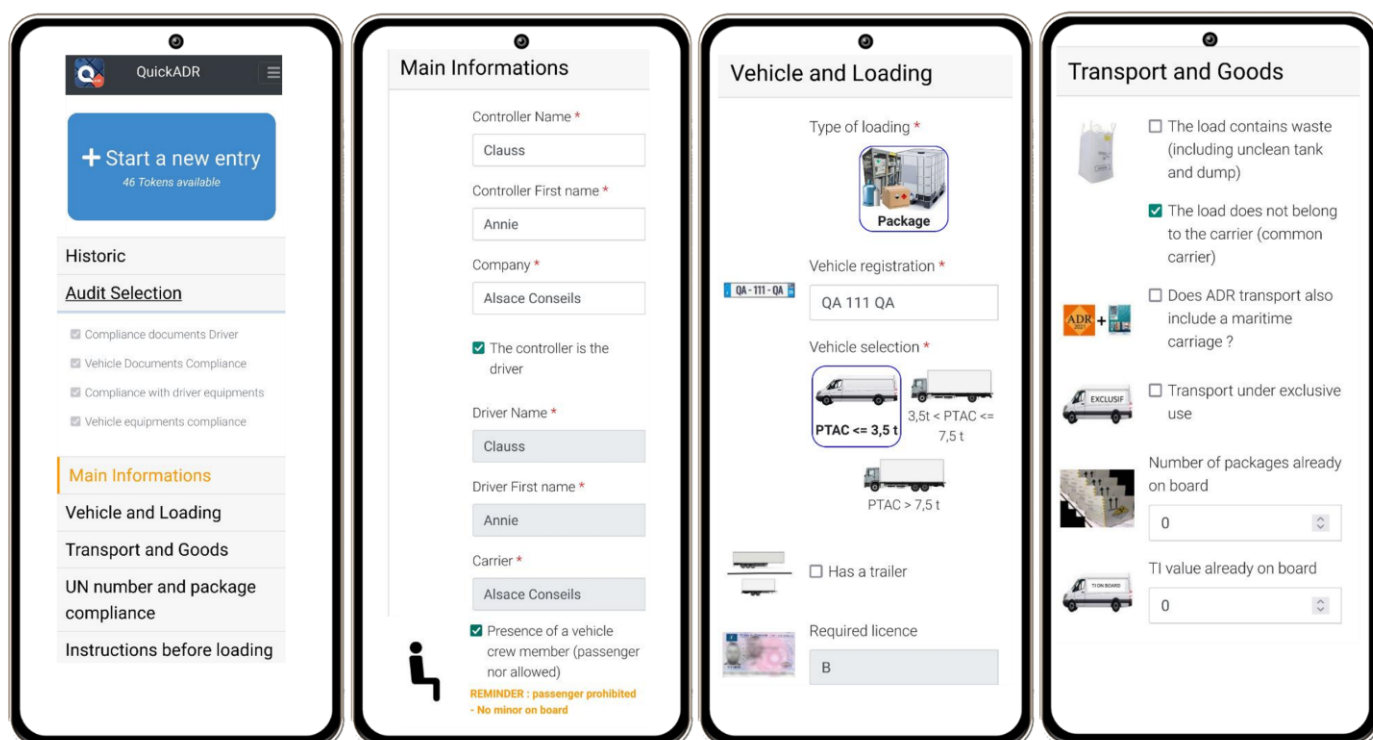 QuickADR
+ Start a new entry
46 Tokens available
Historic
Audit Selection
Compliance documents Driver
Vehicle Documents Compliance
Compliance with driver equipments
Vehicle equipments compliance
Main Informations
Vehicle and Loading
Transport and Goods
UN number and package
compliance
Instructions before loading
Main Informations
Controller Name *
Clauss
Controller First name *
Annie
Company *
Alsace Conseils
The controller is the
driver
Driver Name *
Clauss
Driver First name *
Annie
Carrier *
Alsace Conseils
Presence of a vehicle
crew member (passenger
nor allowed)
REMINDER : passenger prohibited
- No minor on board
Vehicle and Loading
Type of loading *
Package
Vehicle registration *
QA - 111 - QA
QA 111 QA
Vehicle selection *
PTAC <= 3,5 t
3,5t < PTAC <=
7,5 t
PTAC > 7,5 t
Has a trailer
Required licence
B
Transport and Goods
The load contains waste
(including unclean tank
and dump)
The load does not belong
to the carrier (common
carrier)
ADR
+
Does ADR transport also
include a maritime
carriage ?
EXCLUSIF
Transport under exclusive
use
Number of packages already
on board
0
TI value already on board
TI ON BOARD
0